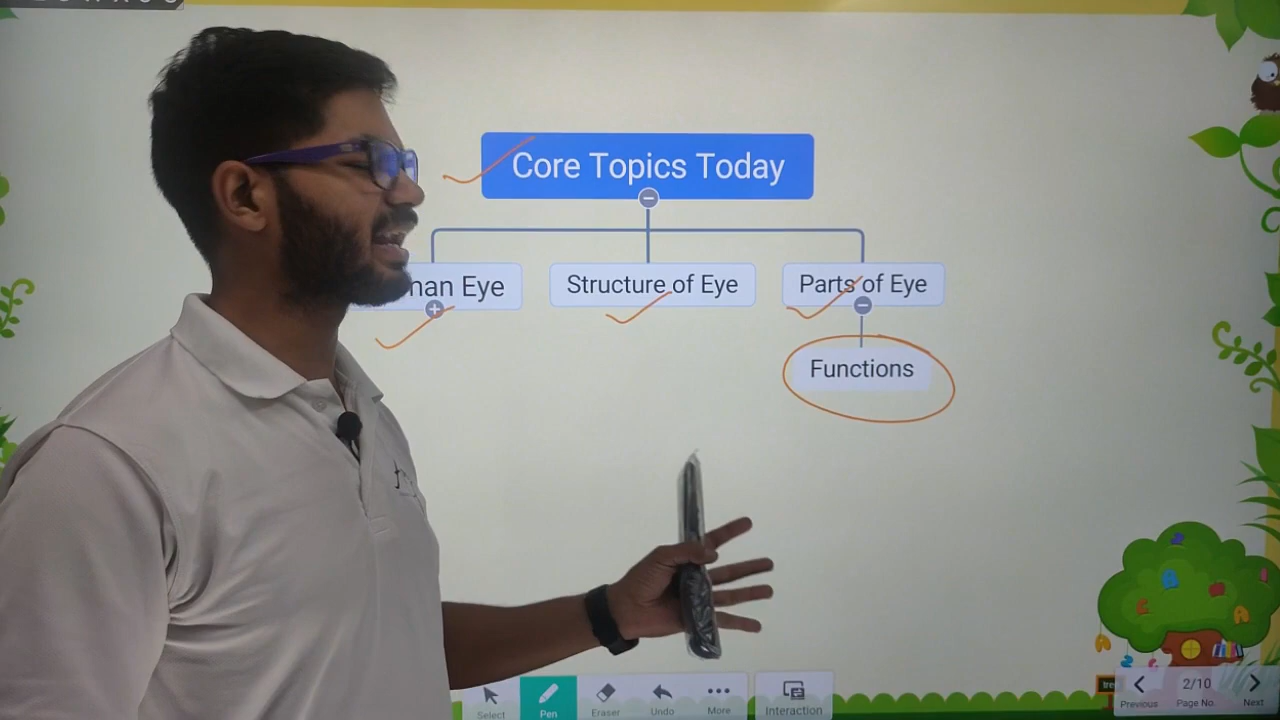 Core Topics Today
man Eye
Structure of Eye
Parts of Eye
Functions
Select
Pen
Eraser
Undo
More
Interaction
tree
Previous
2/10
Page No.
Next